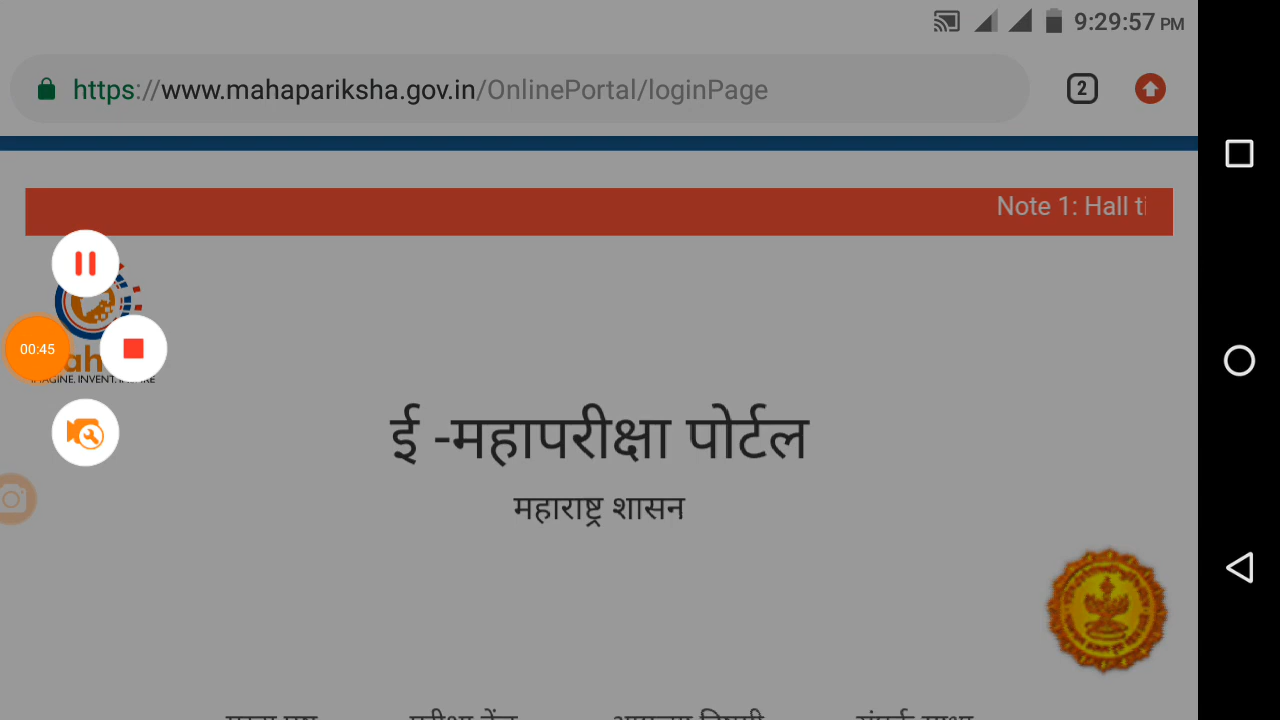 9:29:57 PM
https://www.mahapariksha.gov.in/OnlinePortal/loginPage
2
Note 1: Hall ti
00:45
ई -महापरीक्षा पोर्टल
महाराष्ट्र शासन